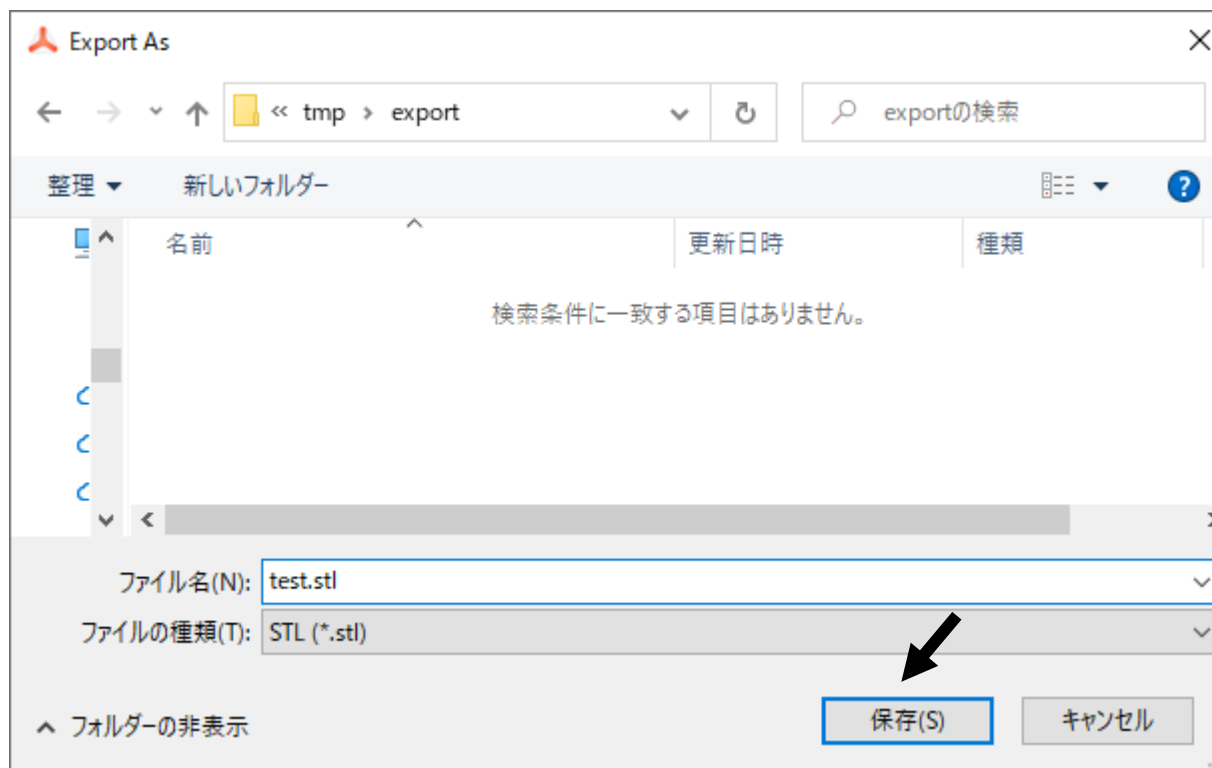 Export As
« tmp > export
exportの検索
整理
新しいフォルダー
?
名前
更新日時
種類
検索条件に一致する項目はありません。
ファイル名(N): test.stl
ファイルの種類(T): STL (*.stl)
フォルダーの非表示
保存(S)
キャンセル